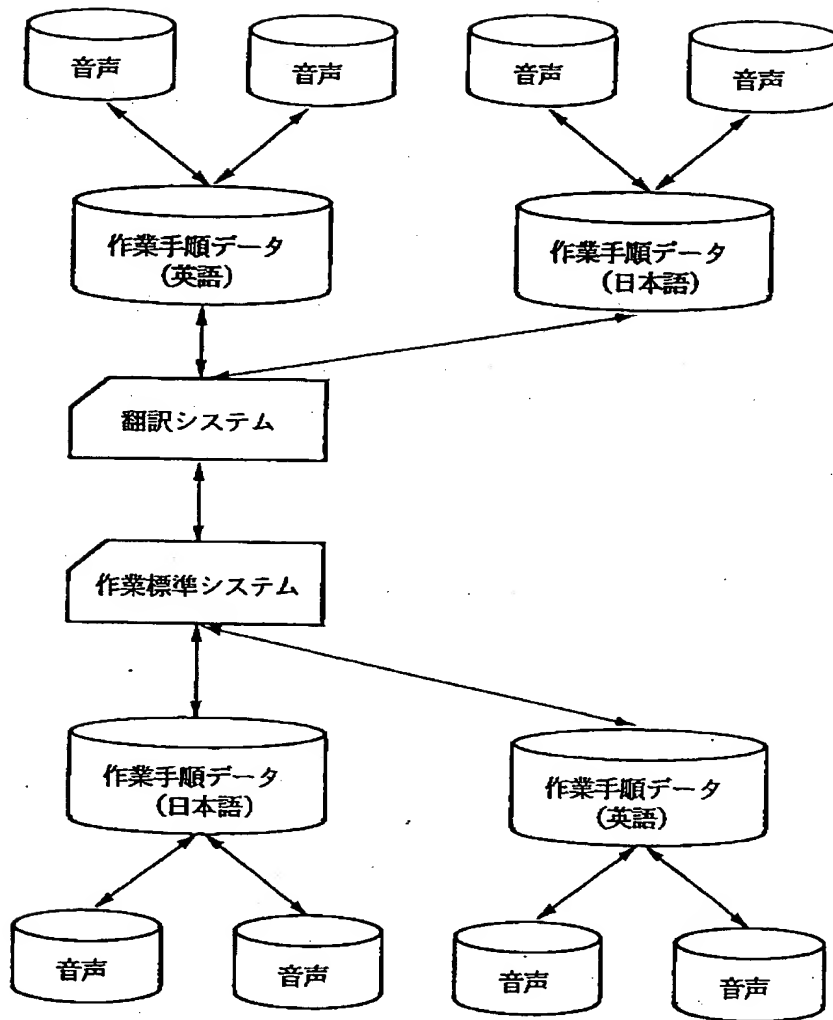 音声
音声
音声
音声
作業手順データ
(英語)
作業手順データ
(日本語)
翻訳システム
作業標準システム
作業手順データ
(日本語)
作業手順データ
(英語)
音声
音声
音声
音声